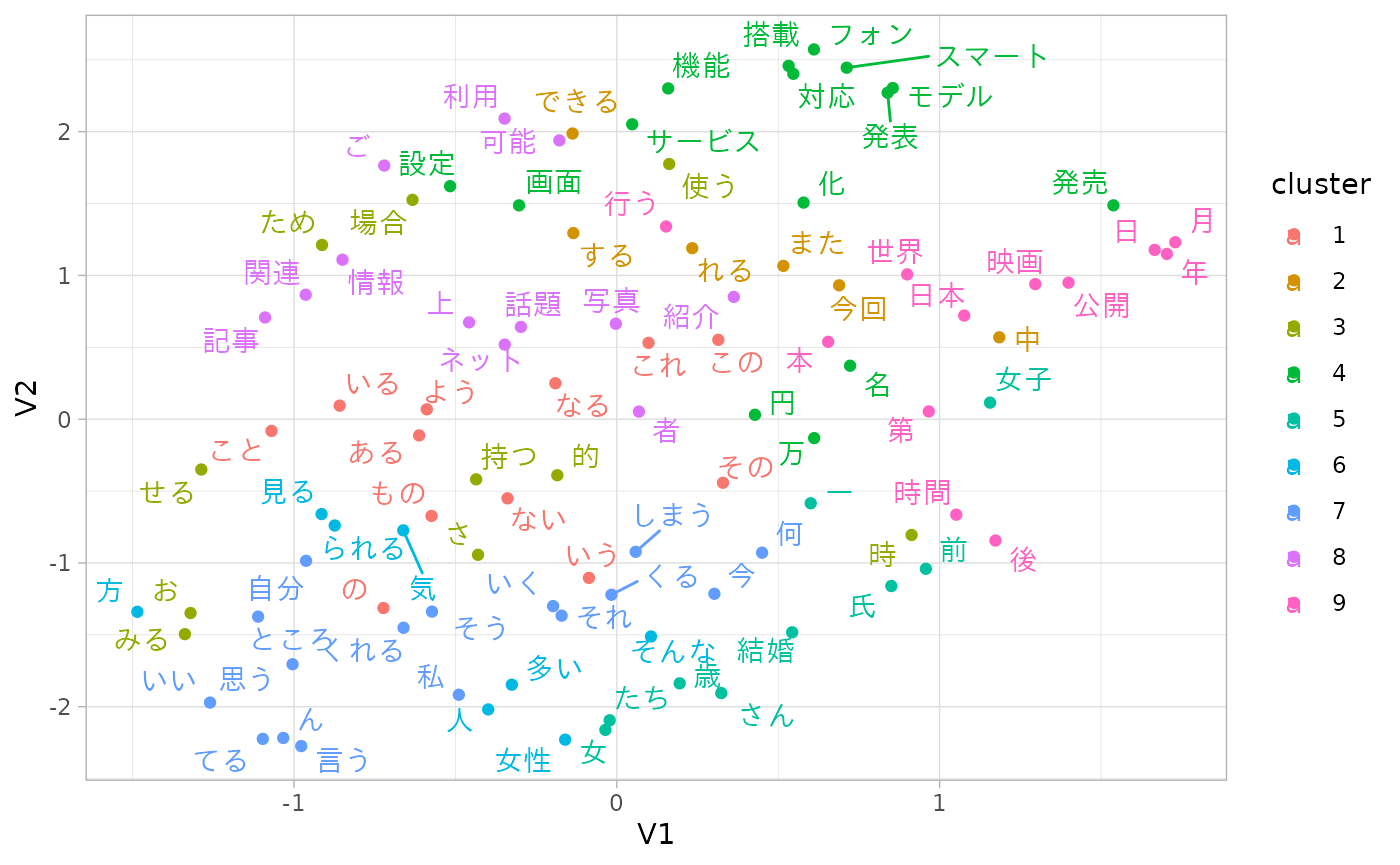 搭載 フォン
機能 スマート
利用 できる 対応 モデル
ご 可能 サービス 発表
設定 画面 使う 化 発売
ため 場合 行う 日 月
関連 情報 する れる また 世界 映画 年
上 話題 写真 紹介 今回 日本 公開
記事 ネット これ この 本 中
いる よう なる 円 名 女子
こと ある 者 万 第
せる 見る もの 持つ 的 その 一 時間
られる さ ない しまう 何 時 前 後
方 お 自分 の 気 いく いう くる 今 氏
みる ところ くれる そう それ そんな 結婚
いい 思う 私 多い たち 歳 さん
てる ん 言う 人 女性 女
2
1
0
-1
-2
-1 0 1
V1
V2
cluster
1
2
3
4
5
6
7
8
9